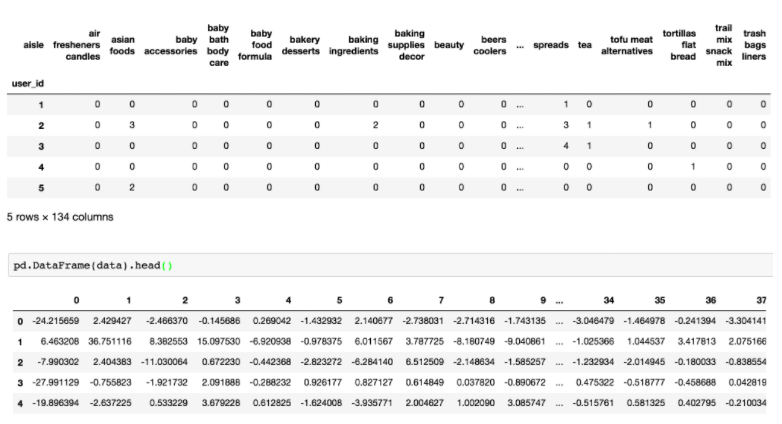 aisle air fresheners candles asian foods baby accessories baby bath body care baby food formula bakery desserts baking ingredients baking supplies decor beauty beers coolers ... spreads tea tofu meat alternatives tortillas flat bread trail mix snack mix trash bags liners
user_id
1 0 0 0 0 0 0 0 0 0 0 ... 1 0 0 0 0 0
2 0 3 0 0 0 0 2 0 0 0 ... 3 1 1 0 0 0
3 0 0 0 0 0 0 0 0 0 0 ... 4 1 0 0 0 0
4 0 0 0 0 0 0 0 0 0 0 ... 0 0 0 1 0 0
5 0 2 0 0 0 0 0 0 0 0 ... 0 0 0 0 0 0
5 rows × 134 columns
pd.DataFrame(data).head()
0 1 2 3 4 5 6 7 8 9 ... 34 35 36 37
0 -24.215659 2.429427 -2.466370 -0.145686 0.269042 -1.432932 2.140677 -2.738031 -2.714316 -1.743135 ... -3.046479 -1.464978 -0.241394 -3.304141
1 6.463208 36.751116 8.382553 15.097530 -6.920938 -0.978375 6.011567 3.787725 -8.180749 -9.040861 ... -1.025366 1.044537 3.417813 2.075166
2 -7.990302 2.404383 -11.030064 0.672230 -0.442368 -2.823272 -6.284140 6.512509 -2.148634 -1.585257 ... -1.232934 -2.014945 -0.180033 -0.838554
3 -27.991129 -0.755823 -1.921732 2.091888 -0.288232 0.926177 0.827127 0.614849 0.037820 -0.890672 ... 0.475322 -0.518777 -0.458688 0.042819
4 -19.896394 -2.637225 0.533229 3.679228 0.612825 -1.624008 -3.935771 2.004627 1.002090 3.085747 ... -0.515761 0.581325 0.402795 -0.210034